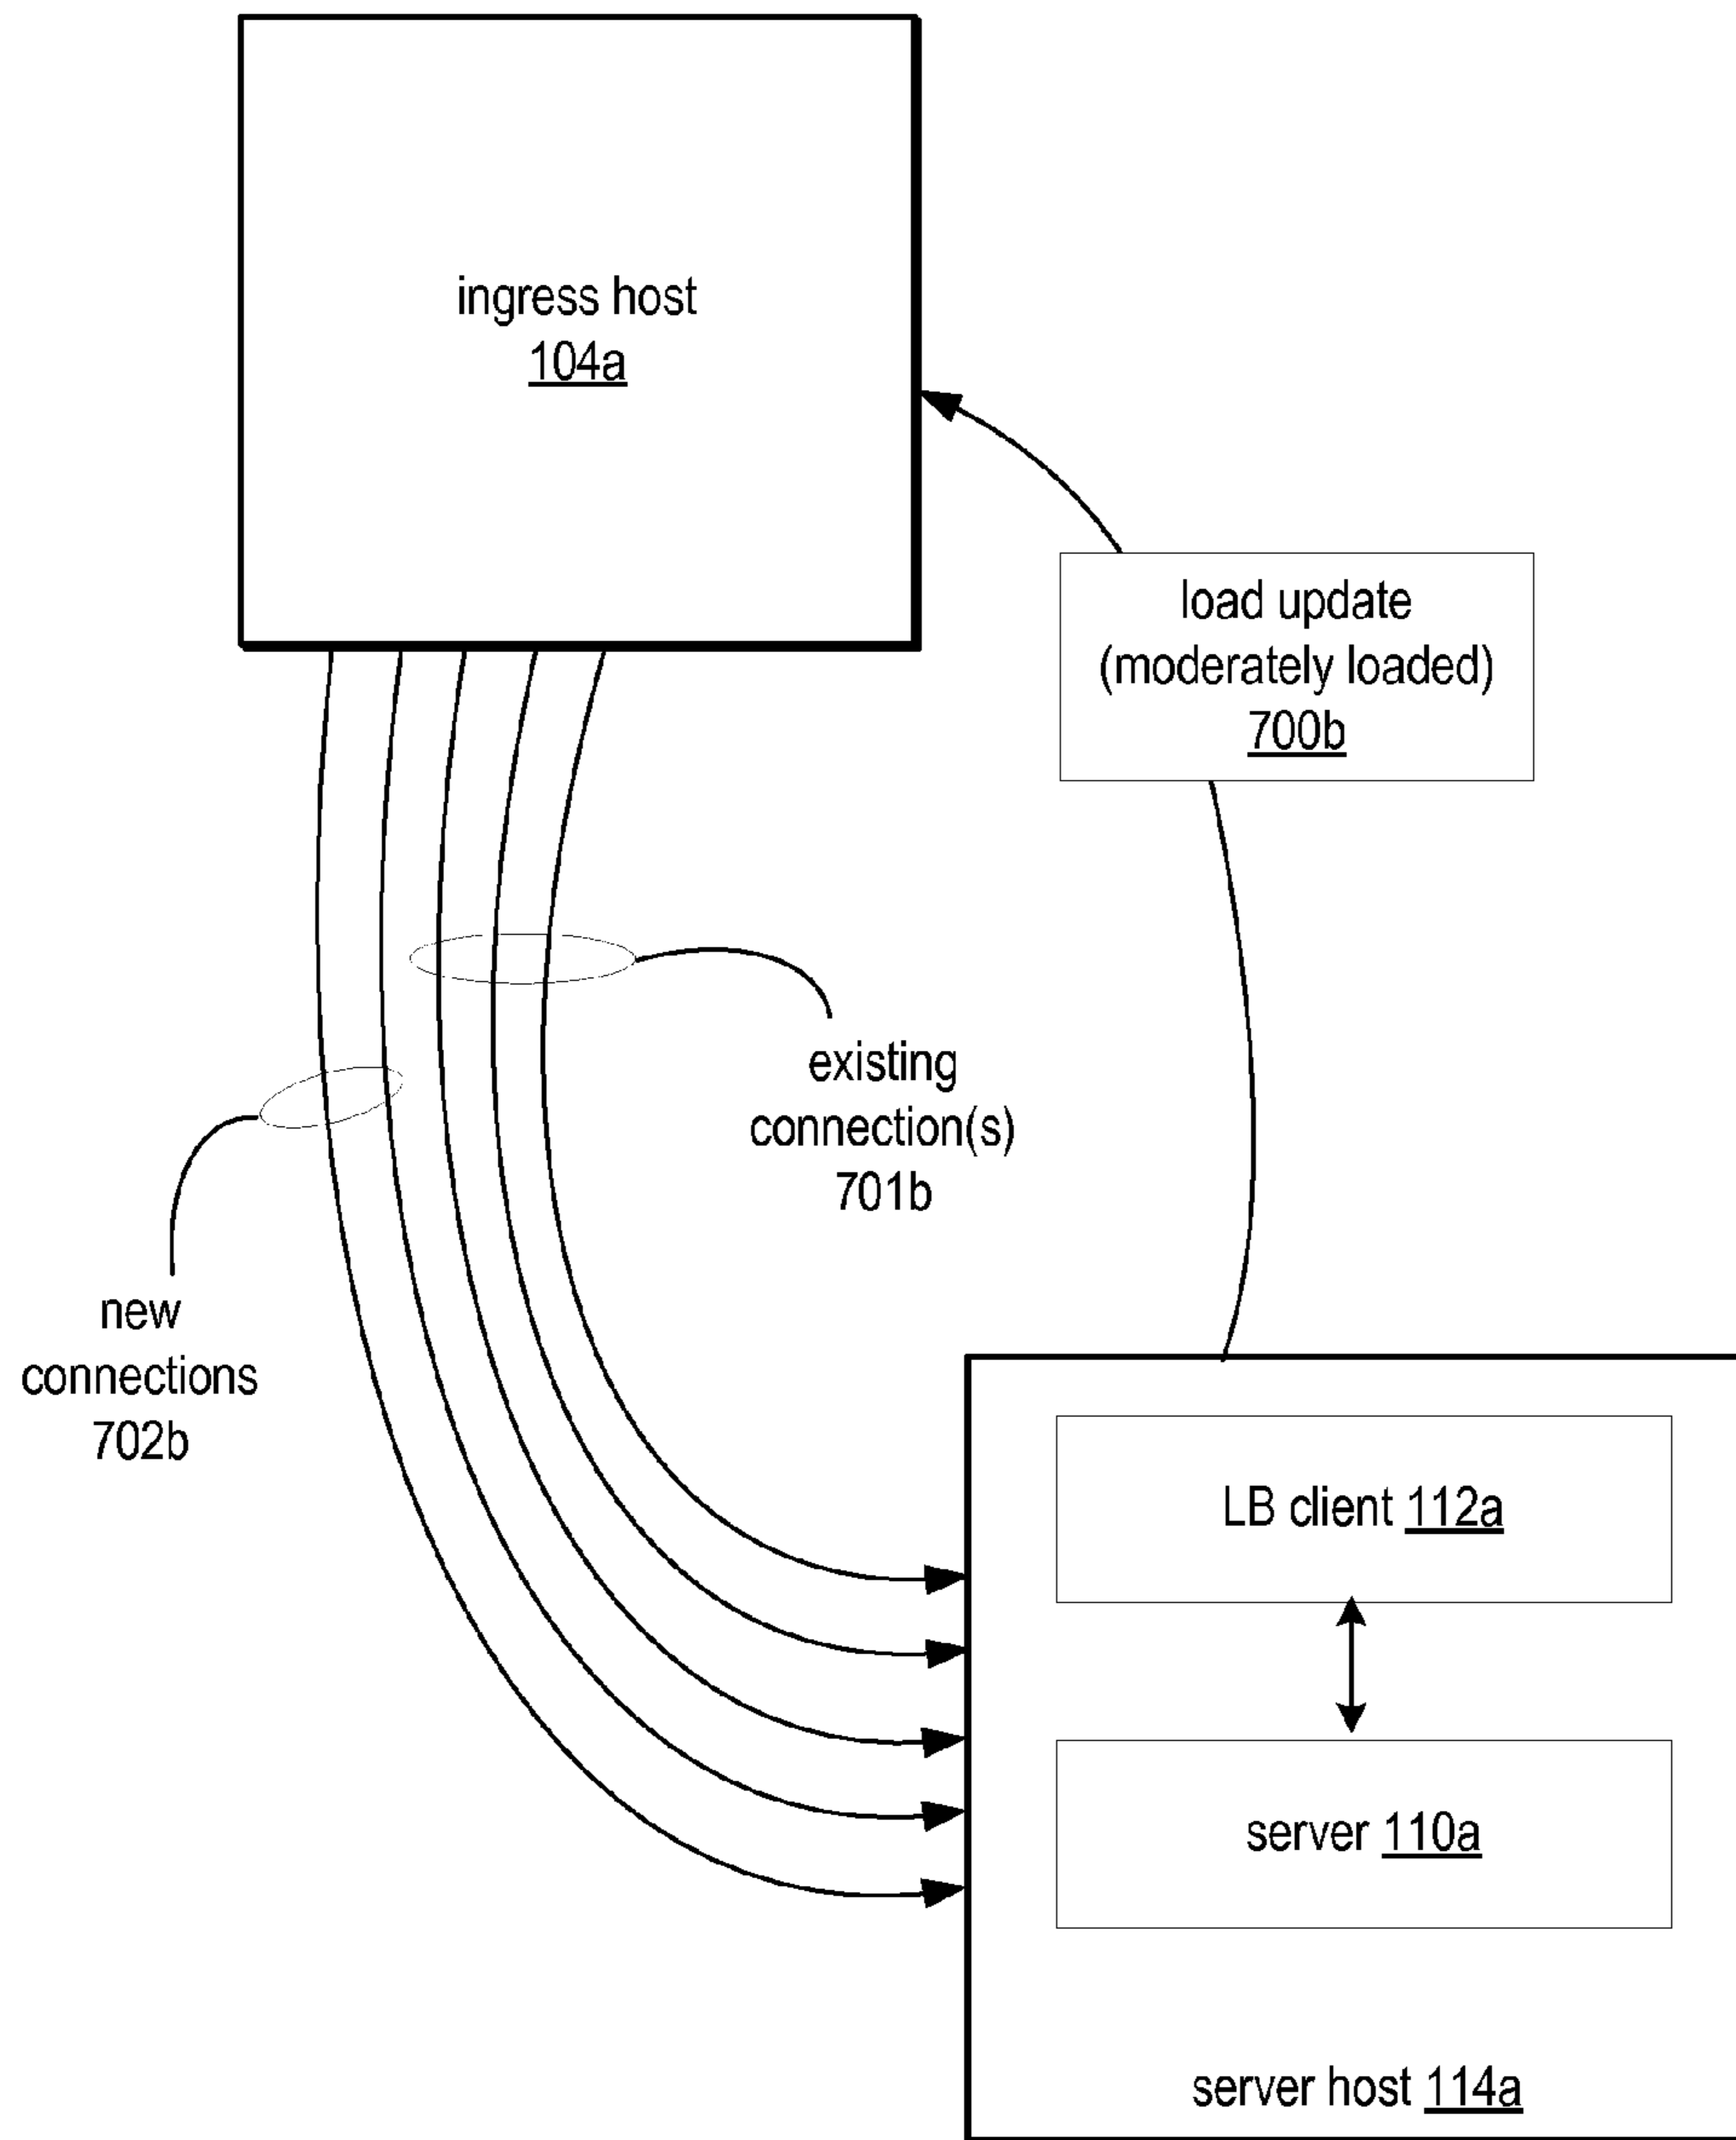 ingress host
104a
load update
(moderately loaded)
700b
existing
connection(s)
701b
new
connections
702b
LB client 112a
server 110a
server host 114a